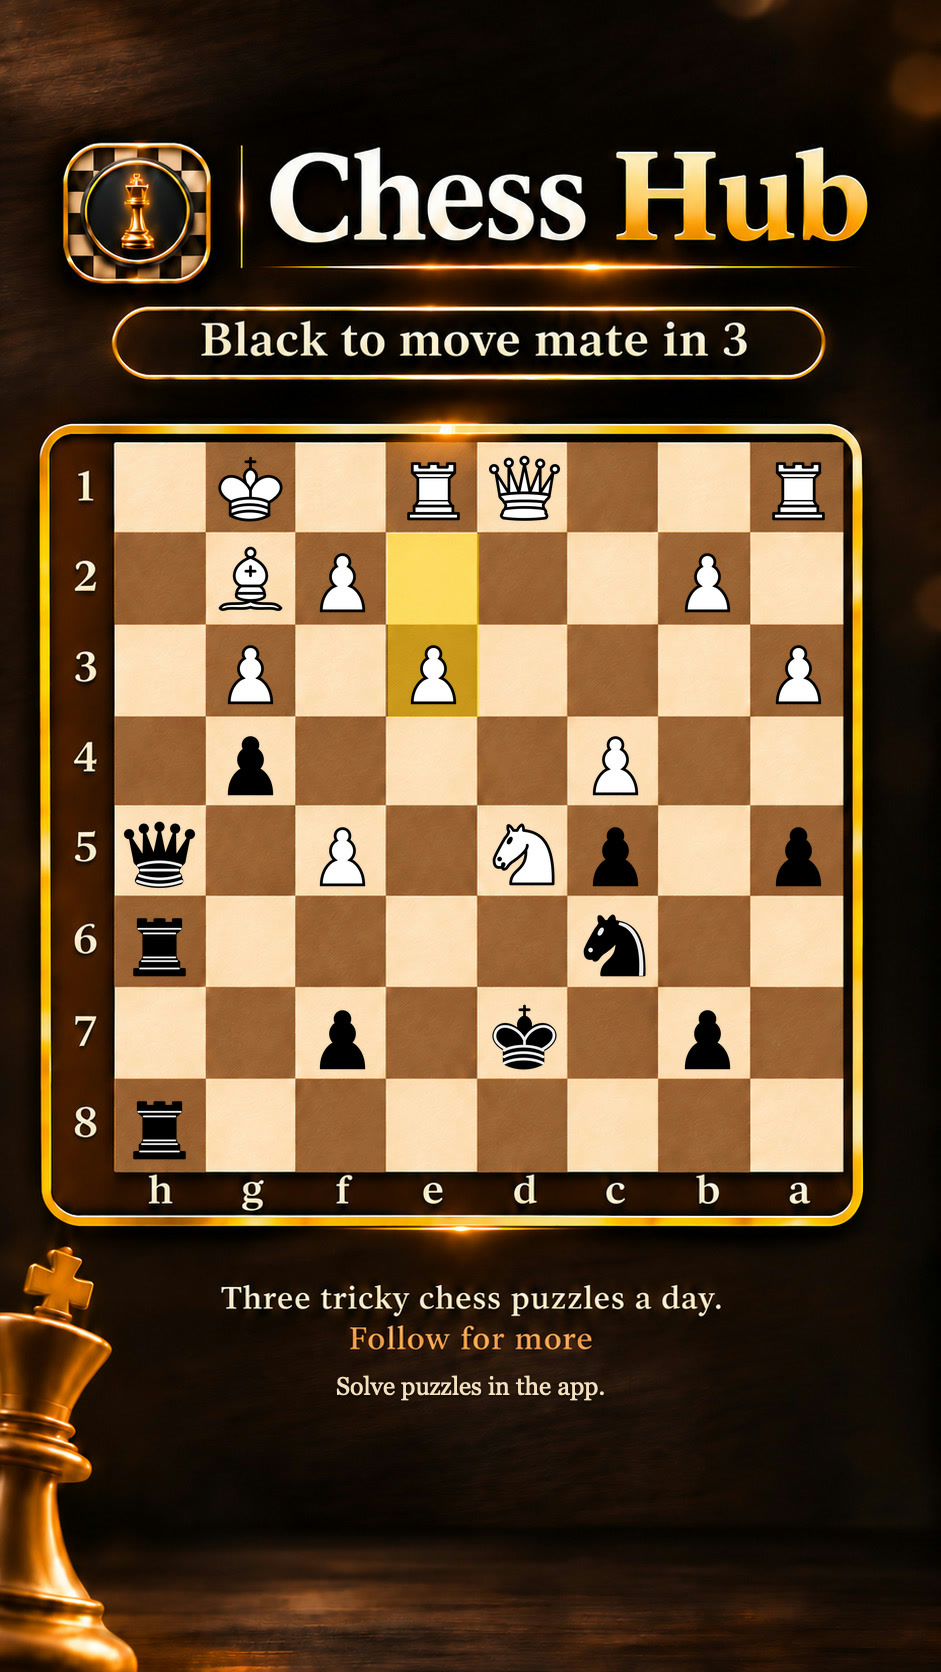 Chess Hub
Black to move mate in 3
1
2
3
4
5
6
7
8
h g f e d c b a
Three tricky chess puzzles a day.
Follow for more
Solve puzzles in the app.